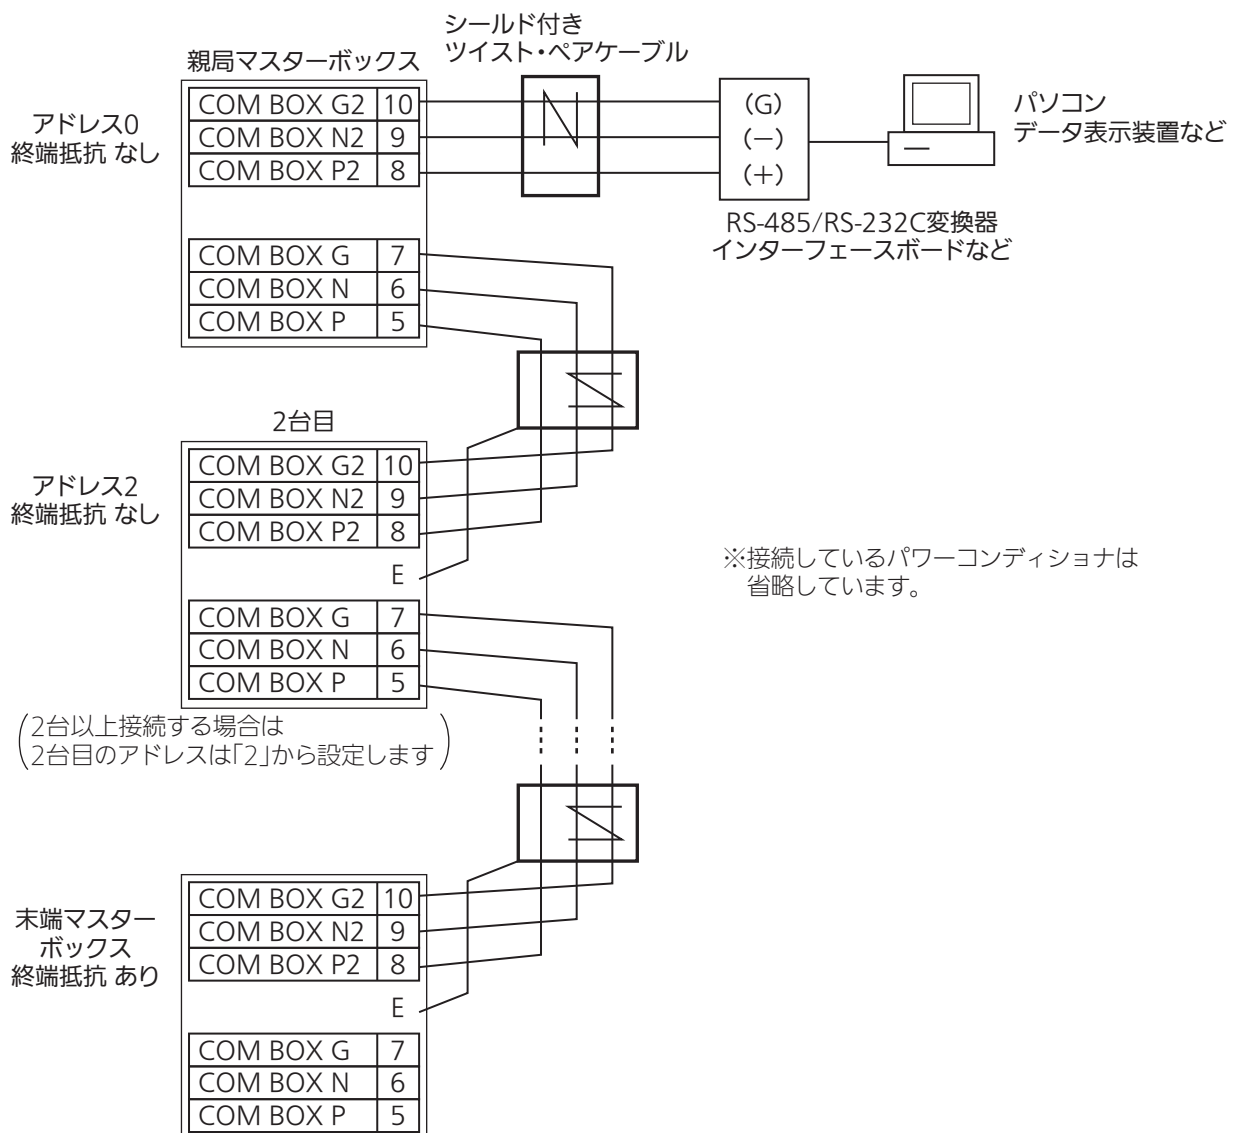 シールド付き
ツイスト・ペアケーブル
親局マスターボックス
アドレス0
終端抵抗 なし
COM BOX G2 10
COM BOX N2 9
COM BOX P2 8
(G)
(−)
(+)
パソコン
データ表示装置など
RS-485/RS-232C変換器
インターフェースボードなど
COM BOX G 7
COM BOX N 6
COM BOX P 5
2台目
アドレス2
終端抵抗 なし
COM BOX G2 10
COM BOX N2 9
COM BOX P2 8
E
COM BOX G 7
COM BOX N 6
COM BOX P 5
※接続しているパワーコンディショナは
省略しています。
(2台以上接続する場合は
2台目のアドレスは「2」から設定します)
末端マスター
ボックス
終端抵抗 あり
COM BOX G2 10
COM BOX N2 9
COM BOX P2 8
E
COM BOX G 7
COM BOX N 6
COM BOX P 5